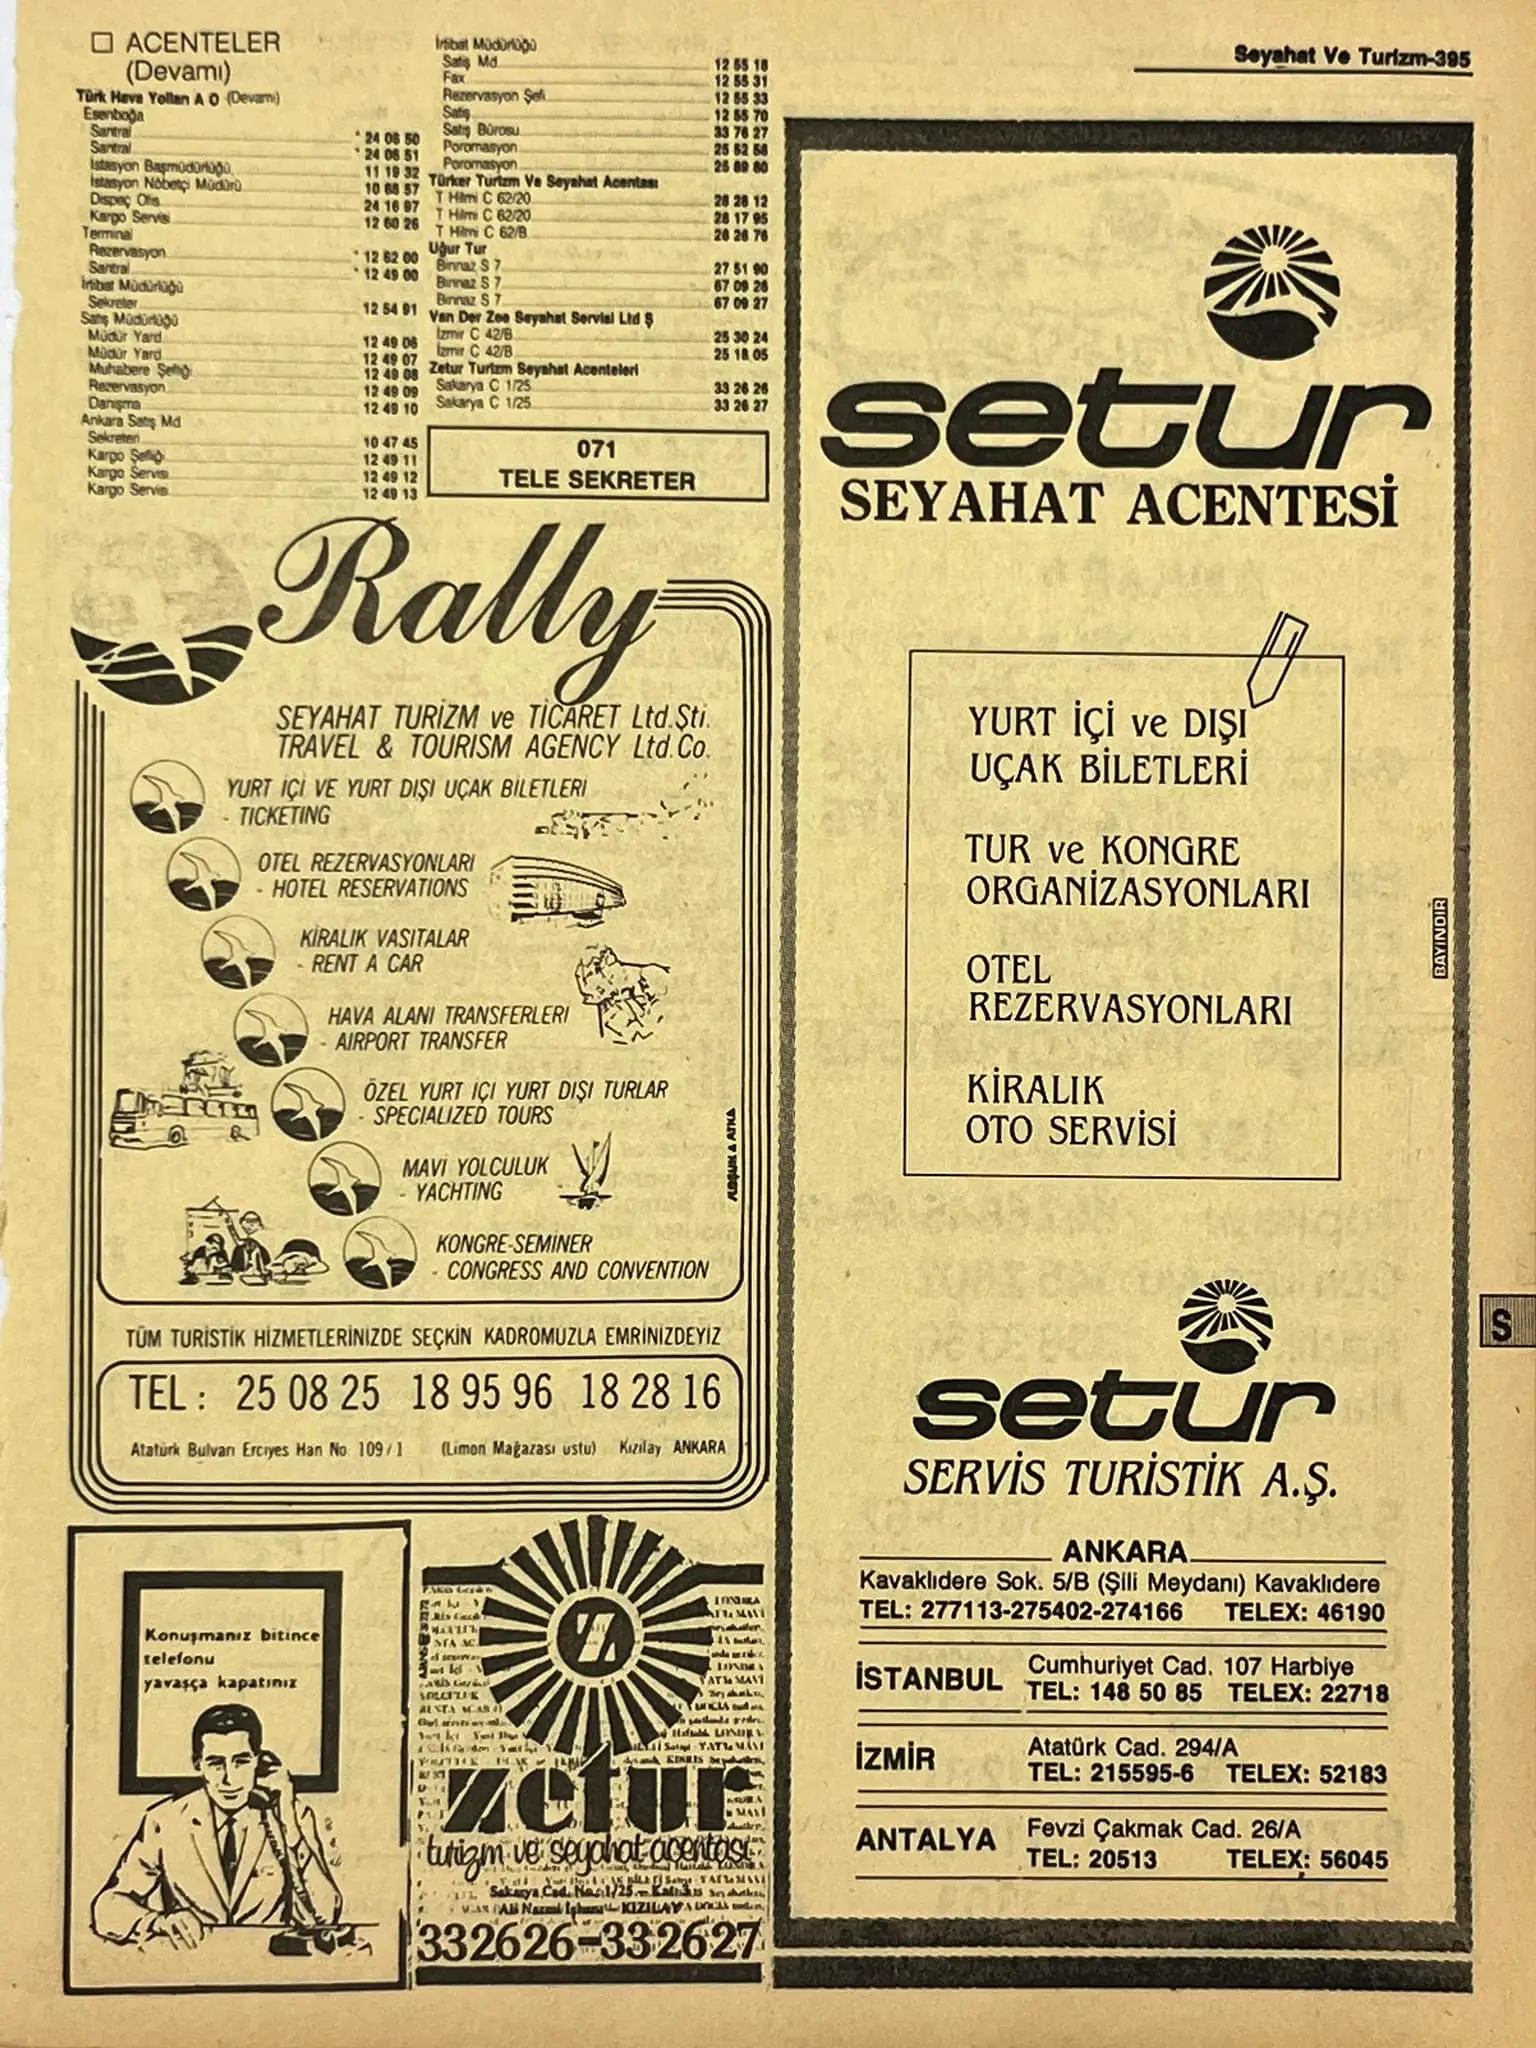 Seyahat Ve Turizm-395
☐ ACENTELER
(Devamı)
Türk Hava Yolları A O (Devamı)
Esenboğa
Santral * 24 06 50
Santral * 24 06 51
İstasyon Başmüdürlüğü 11 19 32
İstasyon Nöbetçi Müdürü 10 68 57
Dispeç Ofis 24 16 97
Kargo Servisi 12 60 26
Terminal
Rezervasyon * 12 62 00
Santral * 12 49 00
İrtibat Müdürlüğü
Sekreter 12 54 91
Satış Müdürlüğü
Müdür Yard 12 49 06
Müdür Yard 12 49 07
Muhabere Şefliği 12 49 08
Rezervasyon 12 49 09
Danışma 12 49 10
Ankara Satış Md
Sekreteri 10 47 45
Kargo Şefliği 12 49 11
Kargo Servisi 12 49 12
Kargo Servisi 12 49 13
İrtibat Müdürlüğü
Satış Md 12 55 18
Fax 12 55 31
Rezervasyon Şefi 12 55 33
Satış 12 55 70
Satış Bürosu 33 76 27
Poromasyon 25 52 58
Poromasyon 25 89 80
Türker Turizm Ve Seyahat Acentası
T Hilmi C 62/20 28 28 12
T Hilmi C 62/20 28 17 95
T Hilmi C 62/B 28 28 76
Uğur Tur
Binnaz S 7 27 51 90
Binnaz S 7 67 09 26
Binnaz S 7 67 09 27
Van Der Zee Seyahat Servisi Ltd Ş
İzmir C 42/B 25 30 24
İzmir C 42/B 25 18 05
Zetur Turizm Seyahat Acenteleri
Sakarya C 1/25 33 26 26
Sakarya C 1/25 33 26 27
071
TELE SEKRETER
Rally
SEYAHAT TURİZM ve TİCARET Ltd.Şti.
TRAVEL & TOURISM AGENCY Ltd.Co.
YURT İÇİ VE YURT DIŞI UÇAK BİLETLERİ
- TICKETING
OTEL REZERVASYONLARI
- HOTEL RESERVATIONS
KİRALIK VASITALAR
- RENT A CAR
HAVA ALANI TRANSFERLERİ
- AIRPORT TRANSFER
ÖZEL YURT İÇİ YURT DIŞI TURLAR
- SPECIALIZED TOURS
MAVİ YOLCULUK
- YACHTING
KONGRE-SEMİNER
- CONGRESS AND CONVENTION
TÜM TURİSTİK HİZMETLERİNİZDE SEÇKİN KADROMUZLA EMRİNİZDEYİZ
TEL : 25 08 25 18 95 96 18 28 16
Atatürk Bulvarı Erciyes Han No 109/1 (Limon Mağazası üstü) Kızılay ANKARA
Konuşmanız bitince
telefonu
yavaşça kapatınız
Z
zetur
turizm ve seyahat acentası
Sakarya Cad. No.: 1/25 - Kat: 3
KIZILAY
332626-332627
setur
SEYAHAT ACENTESİ
YURT İÇİ ve DIŞI
UÇAK BİLETLERİ
TUR ve KONGRE
ORGANİZASYONLARI
OTEL
REZERVASYONLARI
KİRALIK
OTO SERVİSİ
BAYINDIR
S
setur
SERVİS TURİSTİK A.Ş.
ANKARA
Kavaklıdere Sok. 5/B (Şili Meydanı) Kavaklıdere
TEL: 277113-275402-274166 TELEX: 46190
İSTANBUL Cumhuriyet Cad. 107 Harbiye
TEL: 148 50 85 TELEX: 22718
İZMİR Atatürk Cad. 294/A
TEL: 215595-6 TELEX: 52183
ANTALYA Fevzi Çakmak Cad. 26/A
TEL: 20513 TELEX: 56045